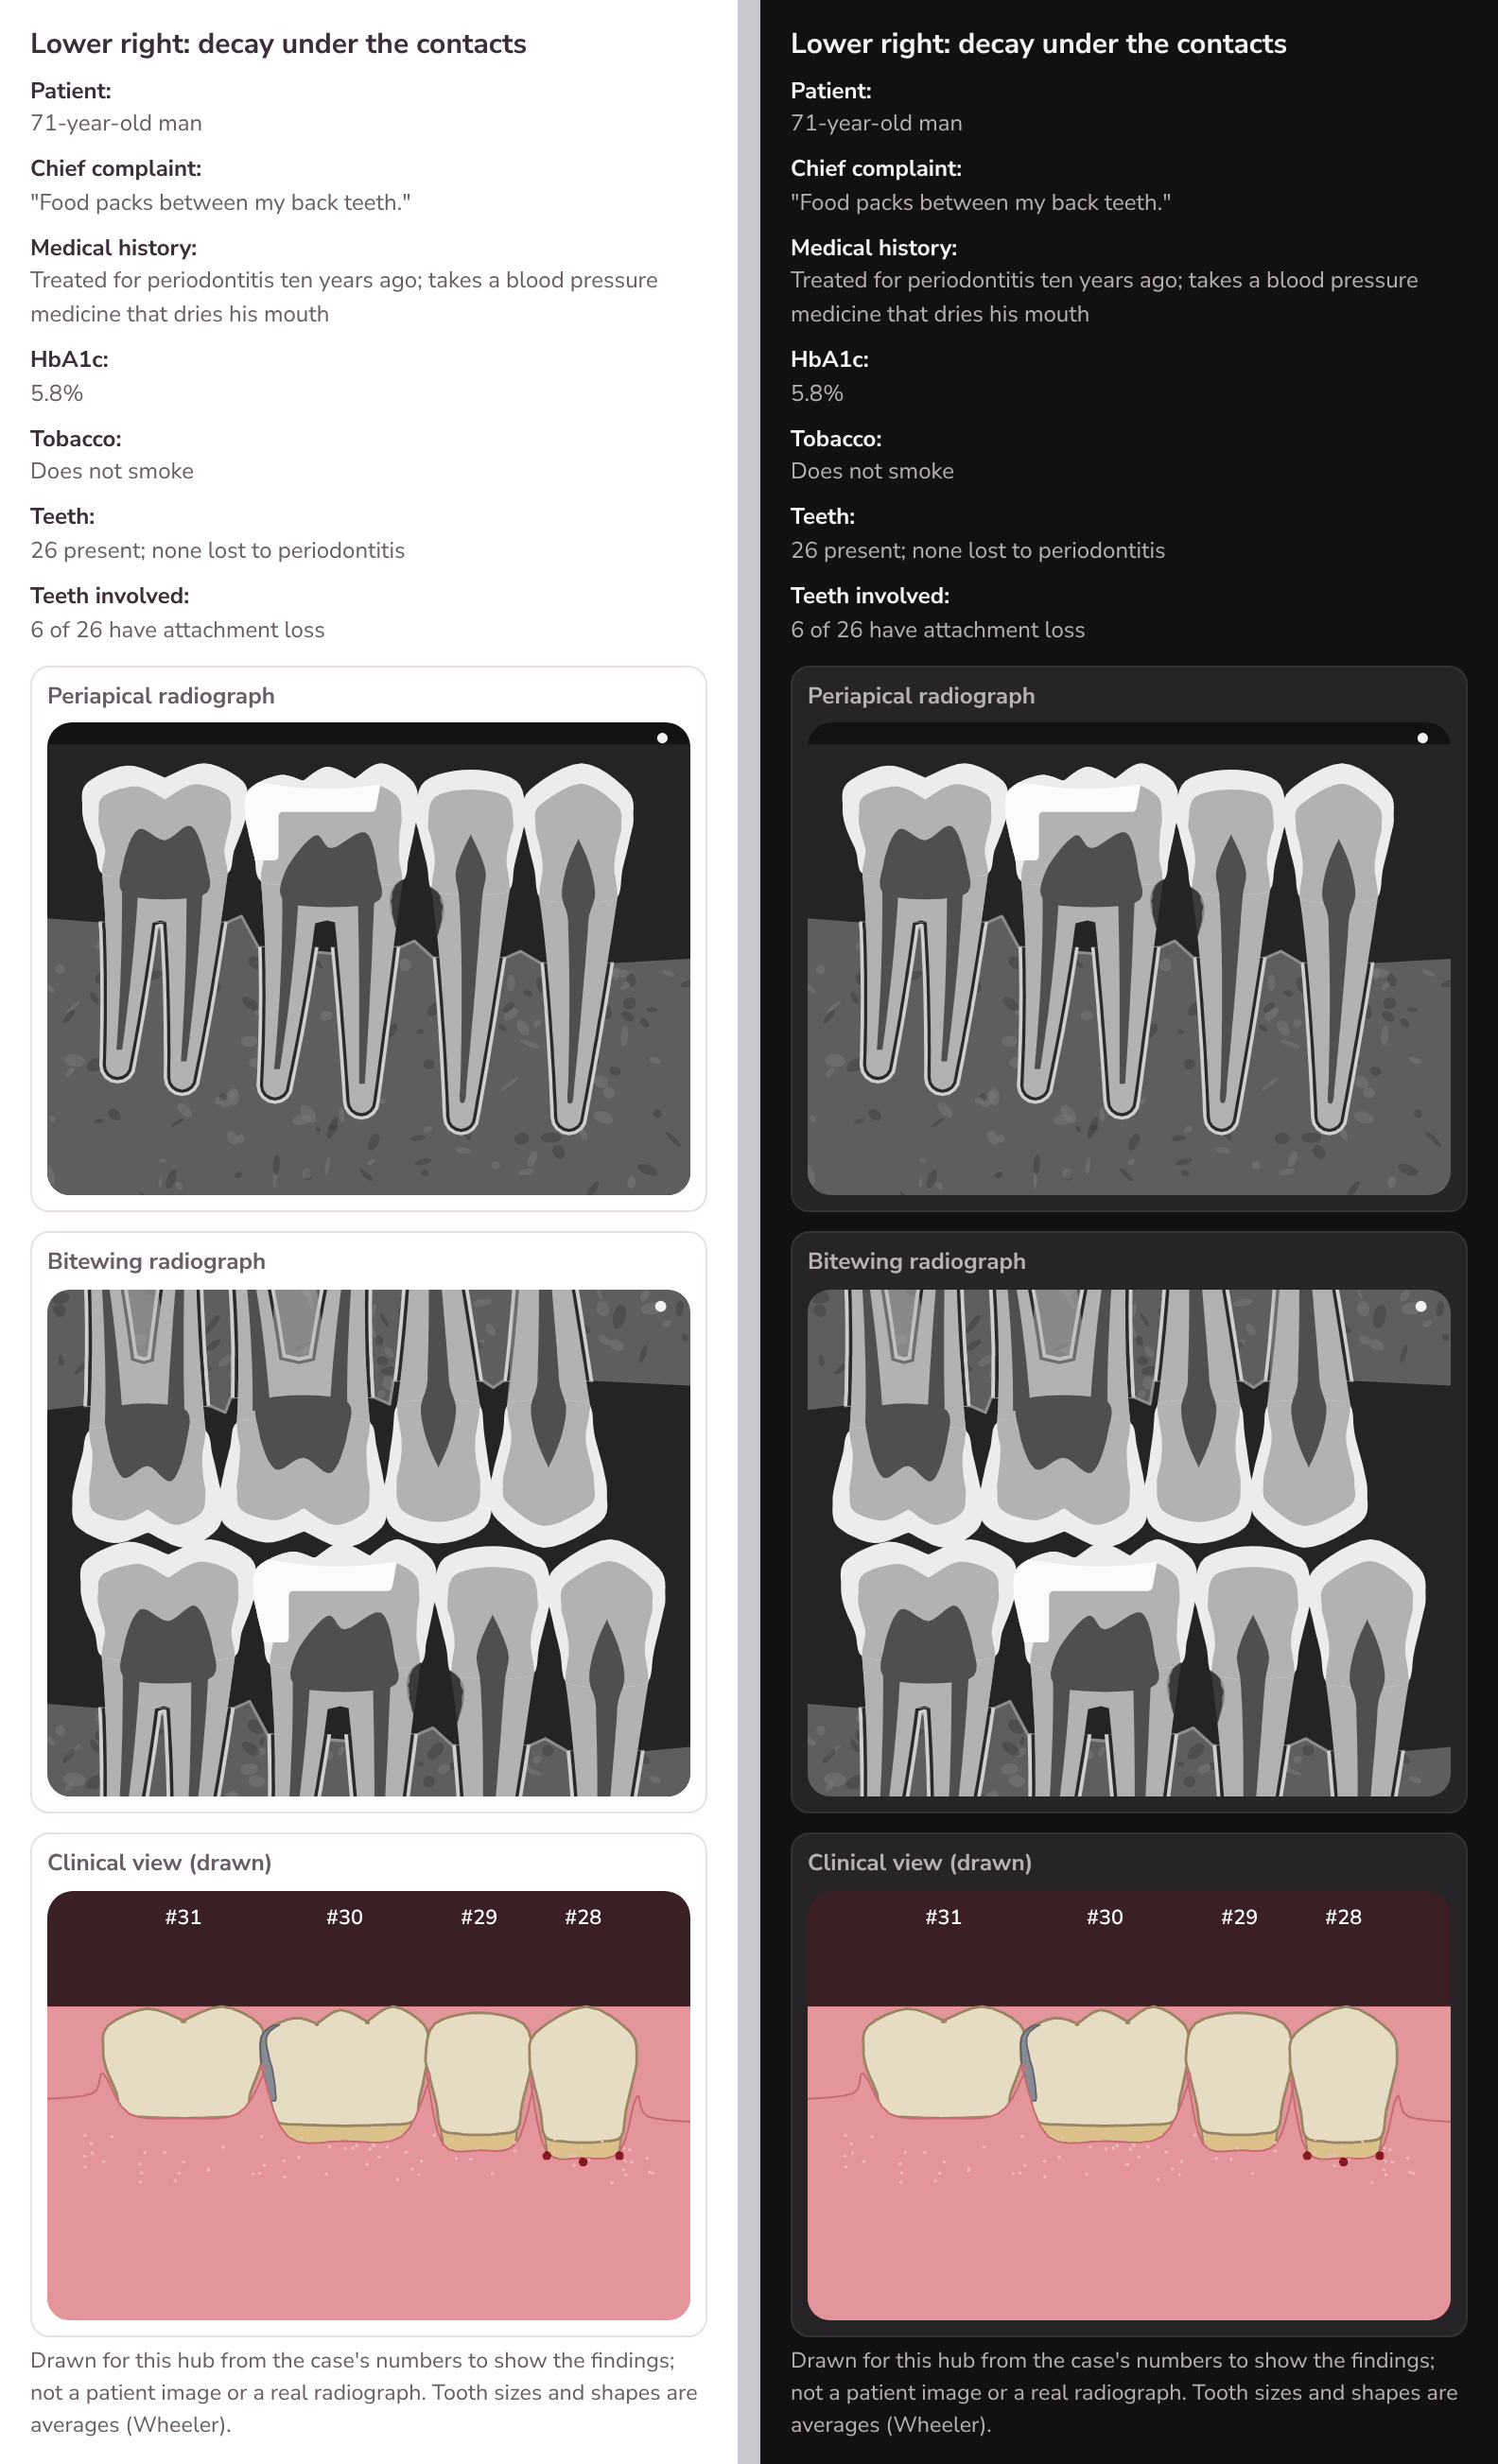 Lower right: decay under the contacts
Patient:
71-year-old man
Chief complaint:
"Food packs between my back teeth."
Medical history:
Treated for periodontitis ten years ago; takes a blood pressure
medicine that dries his mouth
HbA1c:
5.8%
Tobacco:
Does not smoke
Teeth:
26 present; none lost to periodontitis
Teeth involved:
6 of 26 have attachment loss
Periapical radiograph
Bitewing radiograph
Clinical view (drawn)
#31 #30 #29 #28
Drawn for this hub from the case's numbers to show the findings;
not a patient image or a real radiograph. Tooth sizes and shapes are
averages (Wheeler).
Lower right: decay under the contacts
Patient:
71-year-old man
Chief complaint:
"Food packs between my back teeth."
Medical history:
Treated for periodontitis ten years ago; takes a blood pressure
medicine that dries his mouth
HbA1c:
5.8%
Tobacco:
Does not smoke
Teeth:
26 present; none lost to periodontitis
Teeth involved:
6 of 26 have attachment loss
Periapical radiograph
Bitewing radiograph
Clinical view (drawn)
#31 #30 #29 #28
Drawn for this hub from the case's numbers to show the findings;
not a patient image or a real radiograph. Tooth sizes and shapes are
averages (Wheeler).